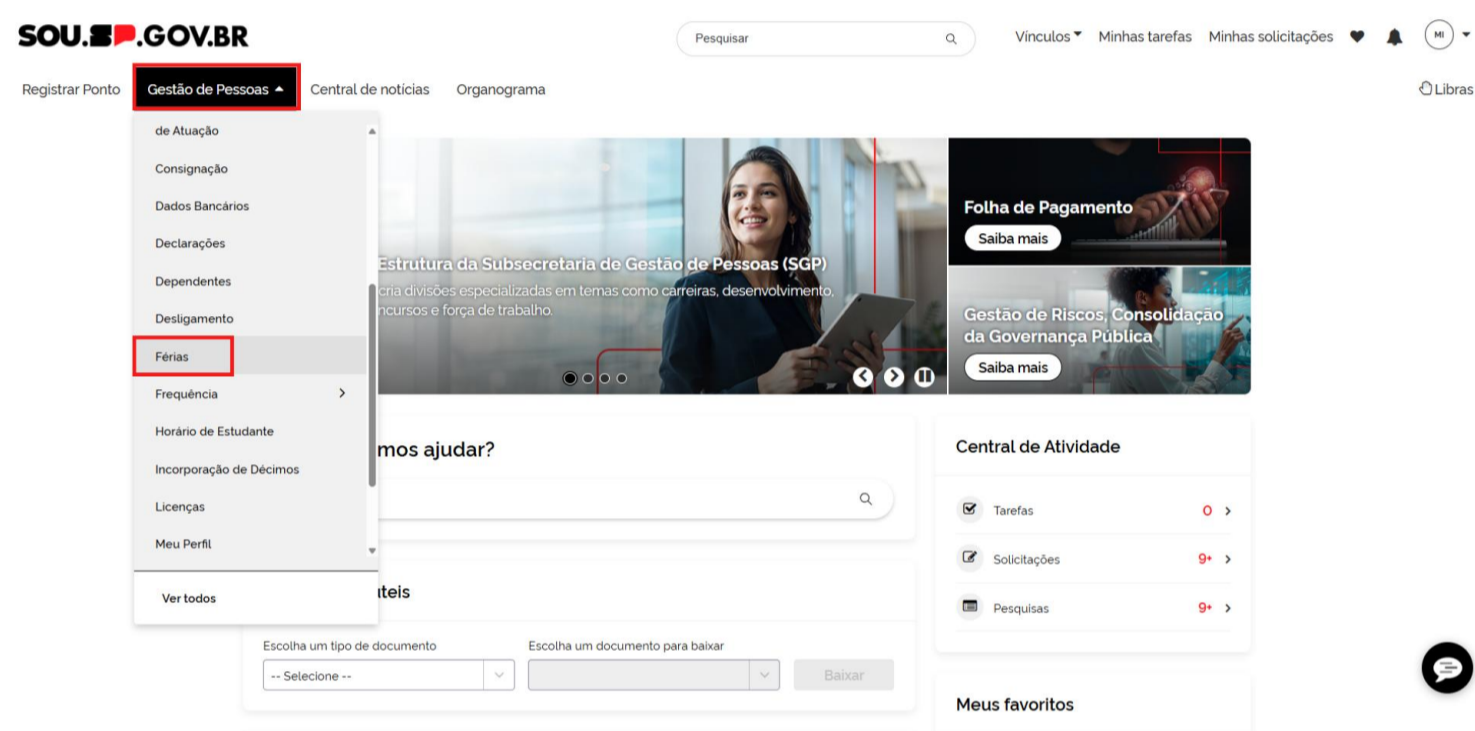 SOU.SP.GOV.BR
Pesquisar
Vínculos
Minhas tarefas
Minhas solicitações
MI
Registrar Ponto
Gestão de Pessoas
Central de notícias
Organograma
Libras
de Atuação
Consignação
Dados Bancários
Declarações
Dependentes
Desligamento
Férias
Frequência
Horário de Estudante
Incorporação de Décimos
Licenças
Meu Perfil
Ver todos
Estrutura da Subsecretaria de Gestão de Pessoas (SGP)
cria divisões especializadas em temas como carreiras, desenvolvimento,
ncursos e força de trabalho.
Folha de Pagamento
Saiba mais
Gestão de Riscos, Consolidação
da Governança Pública
Saiba mais
mos ajudar?
úteis
Escolha um tipo de documento
-- Selecione --
Escolha um documento para baixar
Baixar
Central de Atividade
Tarefas 0
Solicitações 9+
Pesquisas 9+
Meus favoritos